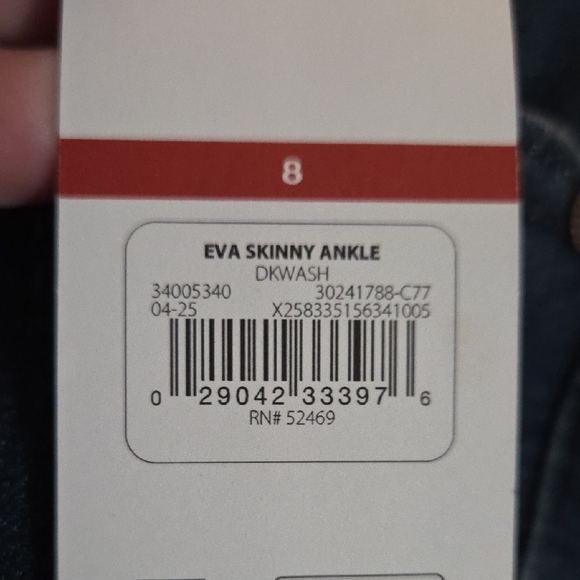 8
EVA SKINNY ANKLE
DKWASH
34005340 30241788-C77
04-25 X258335156341005
0 29042 33397 6
RN# 52469